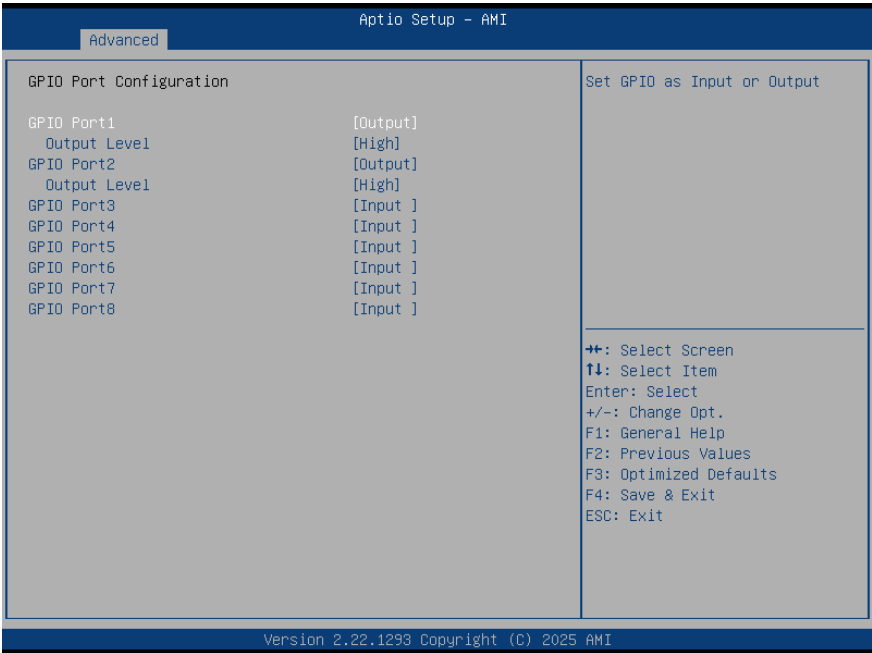 Aptio Setup – AMI
Advanced
GPIO Port Configuration
GPIO Port1 [Output]
Output Level [High]
GPIO Port2 [Output]
Output Level [High]
GPIO Port3 [Input ]
GPIO Port4 [Input ]
GPIO Port5 [Input ]
GPIO Port6 [Input ]
GPIO Port7 [Input ]
GPIO Port8 [Input ]
Set GPIO as Input or Output
→←: Select Screen
↑↓: Select Item
Enter: Select
+/-: Change Opt.
F1: General Help
F2: Previous Values
F3: Optimized Defaults
F4: Save & Exit
ESC: Exit
Version 2.22.1293 Copyright (C) 2025 AMI